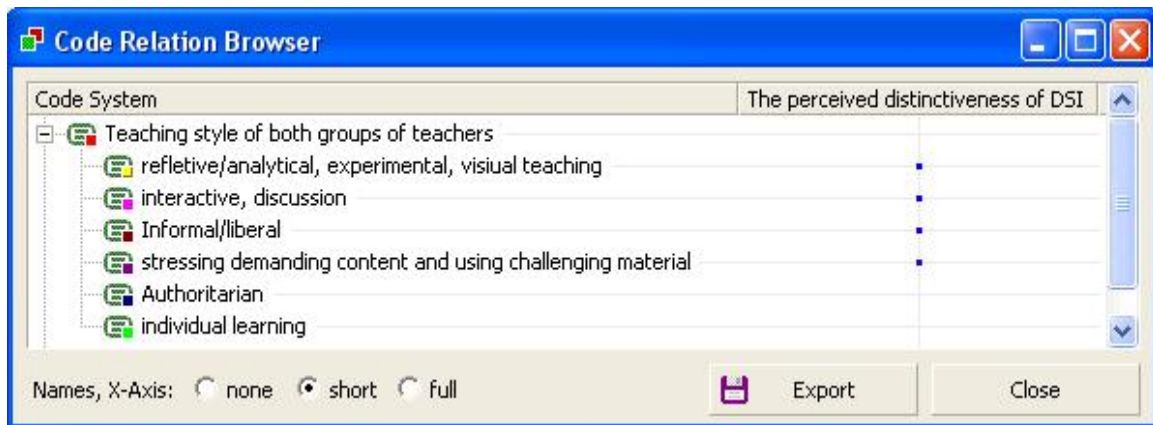 Code Relation Browser
Code System The perceived distinctiveness of DSI
Teaching style of both groups of teachers
refletive/analytical, experimental, visiual teaching
interactive, discussion
Informal/liberal
stressing demanding content and using challenging material
Authoritarian
individual learning
Names, X-Axis: none short full Export Close